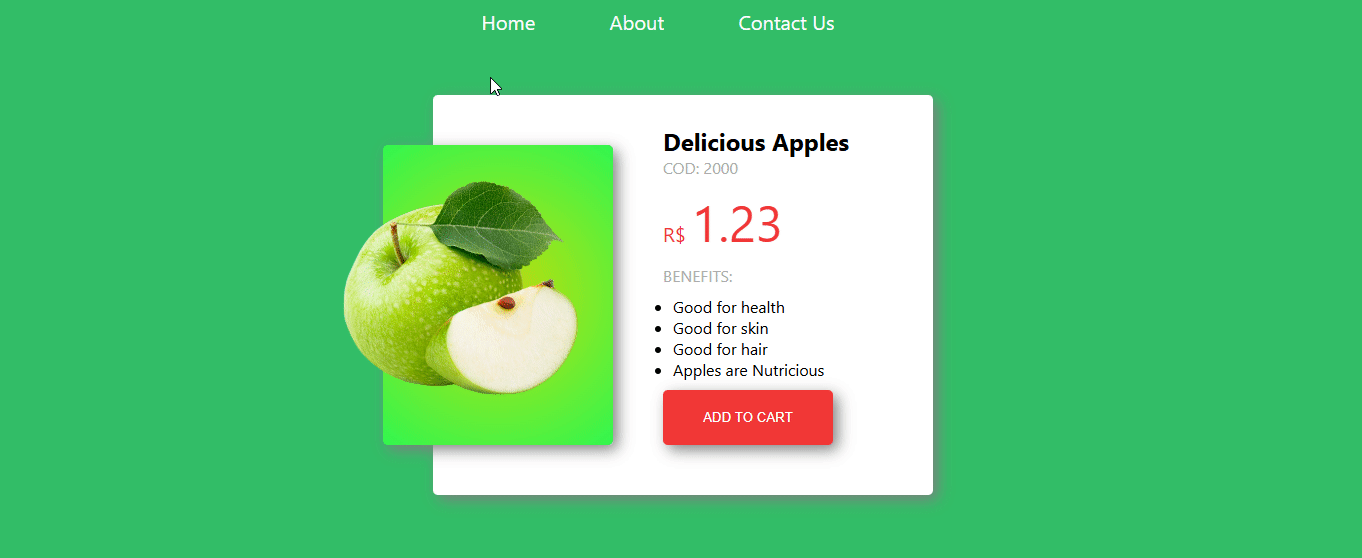 Home About Contact Us
Delicious Apples
COD: 2000
R$ 1.23
BENEFITS:
Good for health
Good for skin
Good for hair
Apples are Nutricious
ADD TO CART